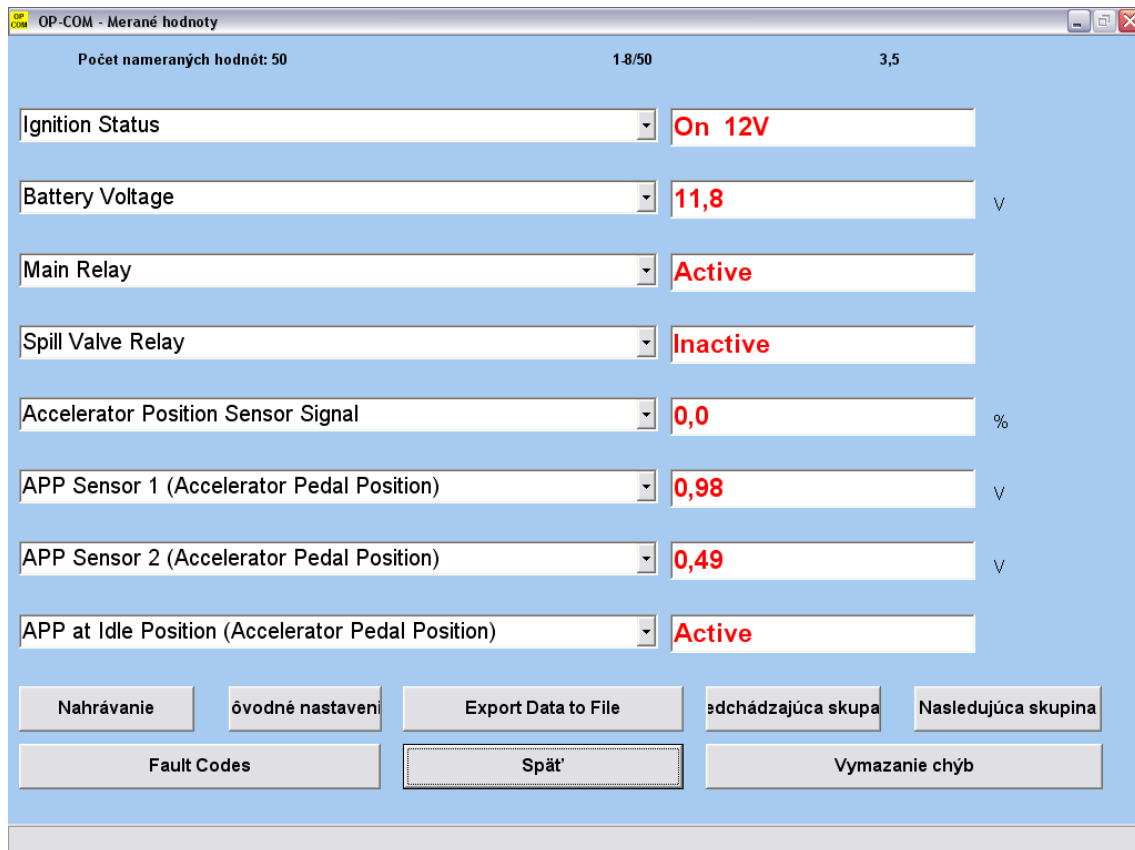 OP COM OP-COM - Merané hodnoty
Počet nameraných hodnôt: 50 1-8/50 3,5
Ignition Status On 12V
Battery Voltage 11,8 V
Main Relay Active
Spill Valve Relay Inactive
Accelerator Position Sensor Signal 0,0 %
APP Sensor 1 (Accelerator Pedal Position) 0,98 V
APP Sensor 2 (Accelerator Pedal Position) 0,49 V
APP at Idle Position (Accelerator Pedal Position) Active
Nahrávanie ôvodné nastaveni Export Data to File edchádzajúca skupa Nasledujúca skupina
Fault Codes Späť Vymazanie chýb